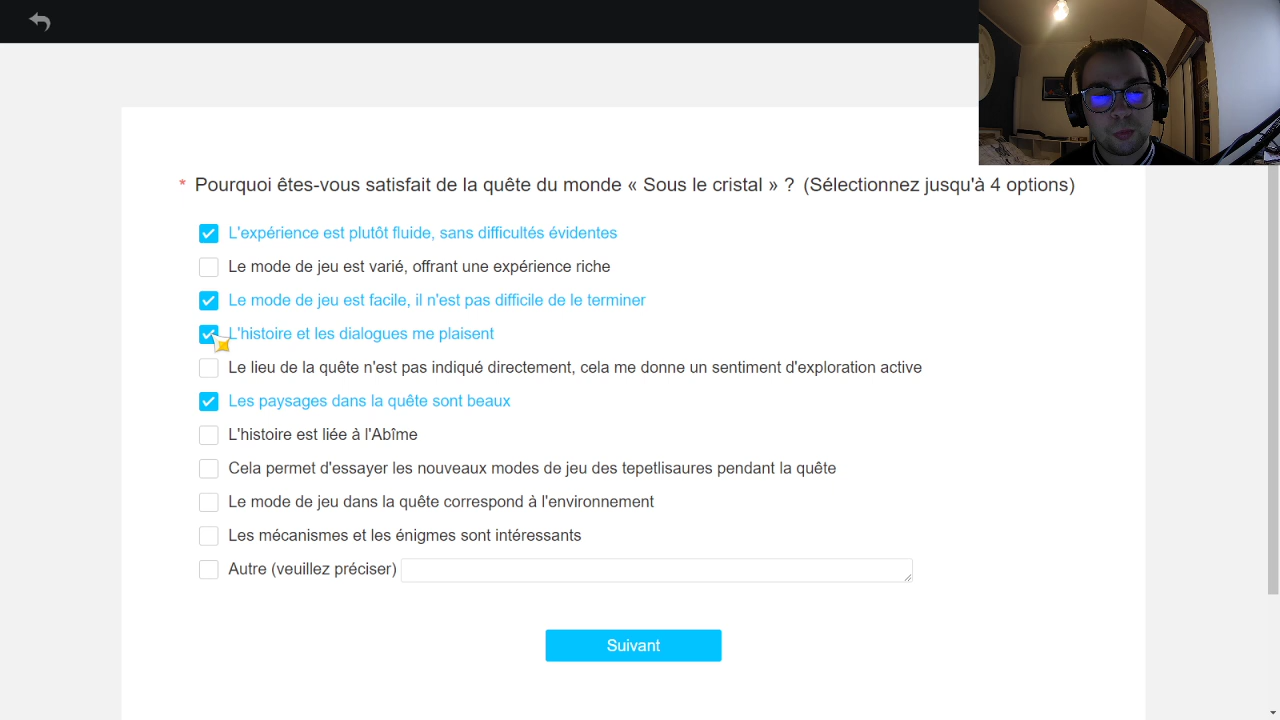 * Pourquoi êtes-vous satisfait de la quête du monde « Sous le cristal » ? (Sélectionnez jusqu'à 4 options)
L'expérience est plutôt fluide, sans difficultés évidentes
Le mode de jeu est varié, offrant une expérience riche
Le mode de jeu est facile, il n'est pas difficile de le terminer
L'histoire et les dialogues me plaisent
Le lieu de la quête n'est pas indiqué directement, cela me donne un sentiment d'exploration active
Les paysages dans la quête sont beaux
L'histoire est liée à l'Abîme
Cela permet d'essayer les nouveaux modes de jeu des tepetlisaures pendant la quête
Le mode de jeu dans la quête correspond à l'environnement
Les mécanismes et les énigmes sont intéressants
Autre (veuillez préciser)
Suivant